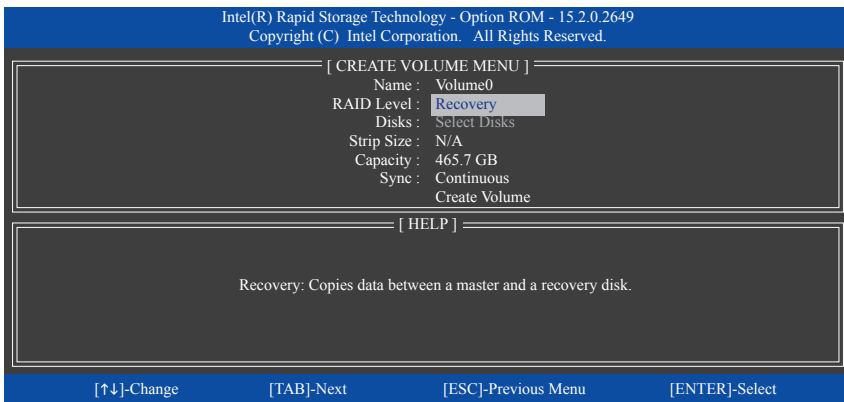 Intel(R) Rapid Storage Technology - Option ROM - 15.2.0.2649
Copyright (C) Intel Corporation. All Rights Reserved.
[ CREATE VOLUME MENU ]
Name : Volume0
RAID Level : Recovery
Disks : Select Disks
Strip Size : N/A
Capacity : 465.7 GB
Sync : Continuous
Create Volume
[ HELP ]
Recovery: Copies data between a master and a recovery disk.
[↑↓]-Change [TAB]-Next [ESC]-Previous Menu [ENTER]-Select